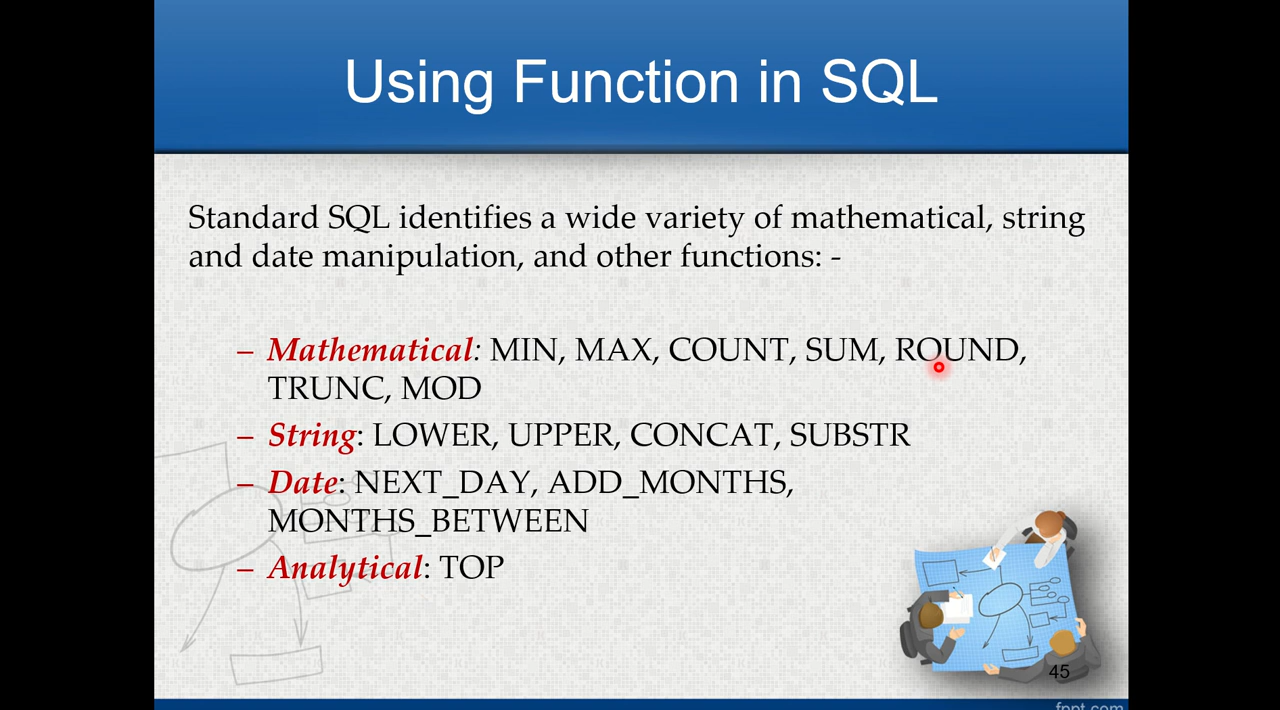 Using Function in SQL
Standard SQL identifies a wide variety of mathematical, string
and date manipulation, and other functions: -
– Mathematical: MIN, MAX, COUNT, SUM, ROUND,
TRUNC, MOD
– String: LOWER, UPPER, CONCAT, SUBSTR
– Date: NEXT_DAY, ADD_MONTHS,
MONTHS_BETWEEN
– Analytical: TOP
45
fppt.com